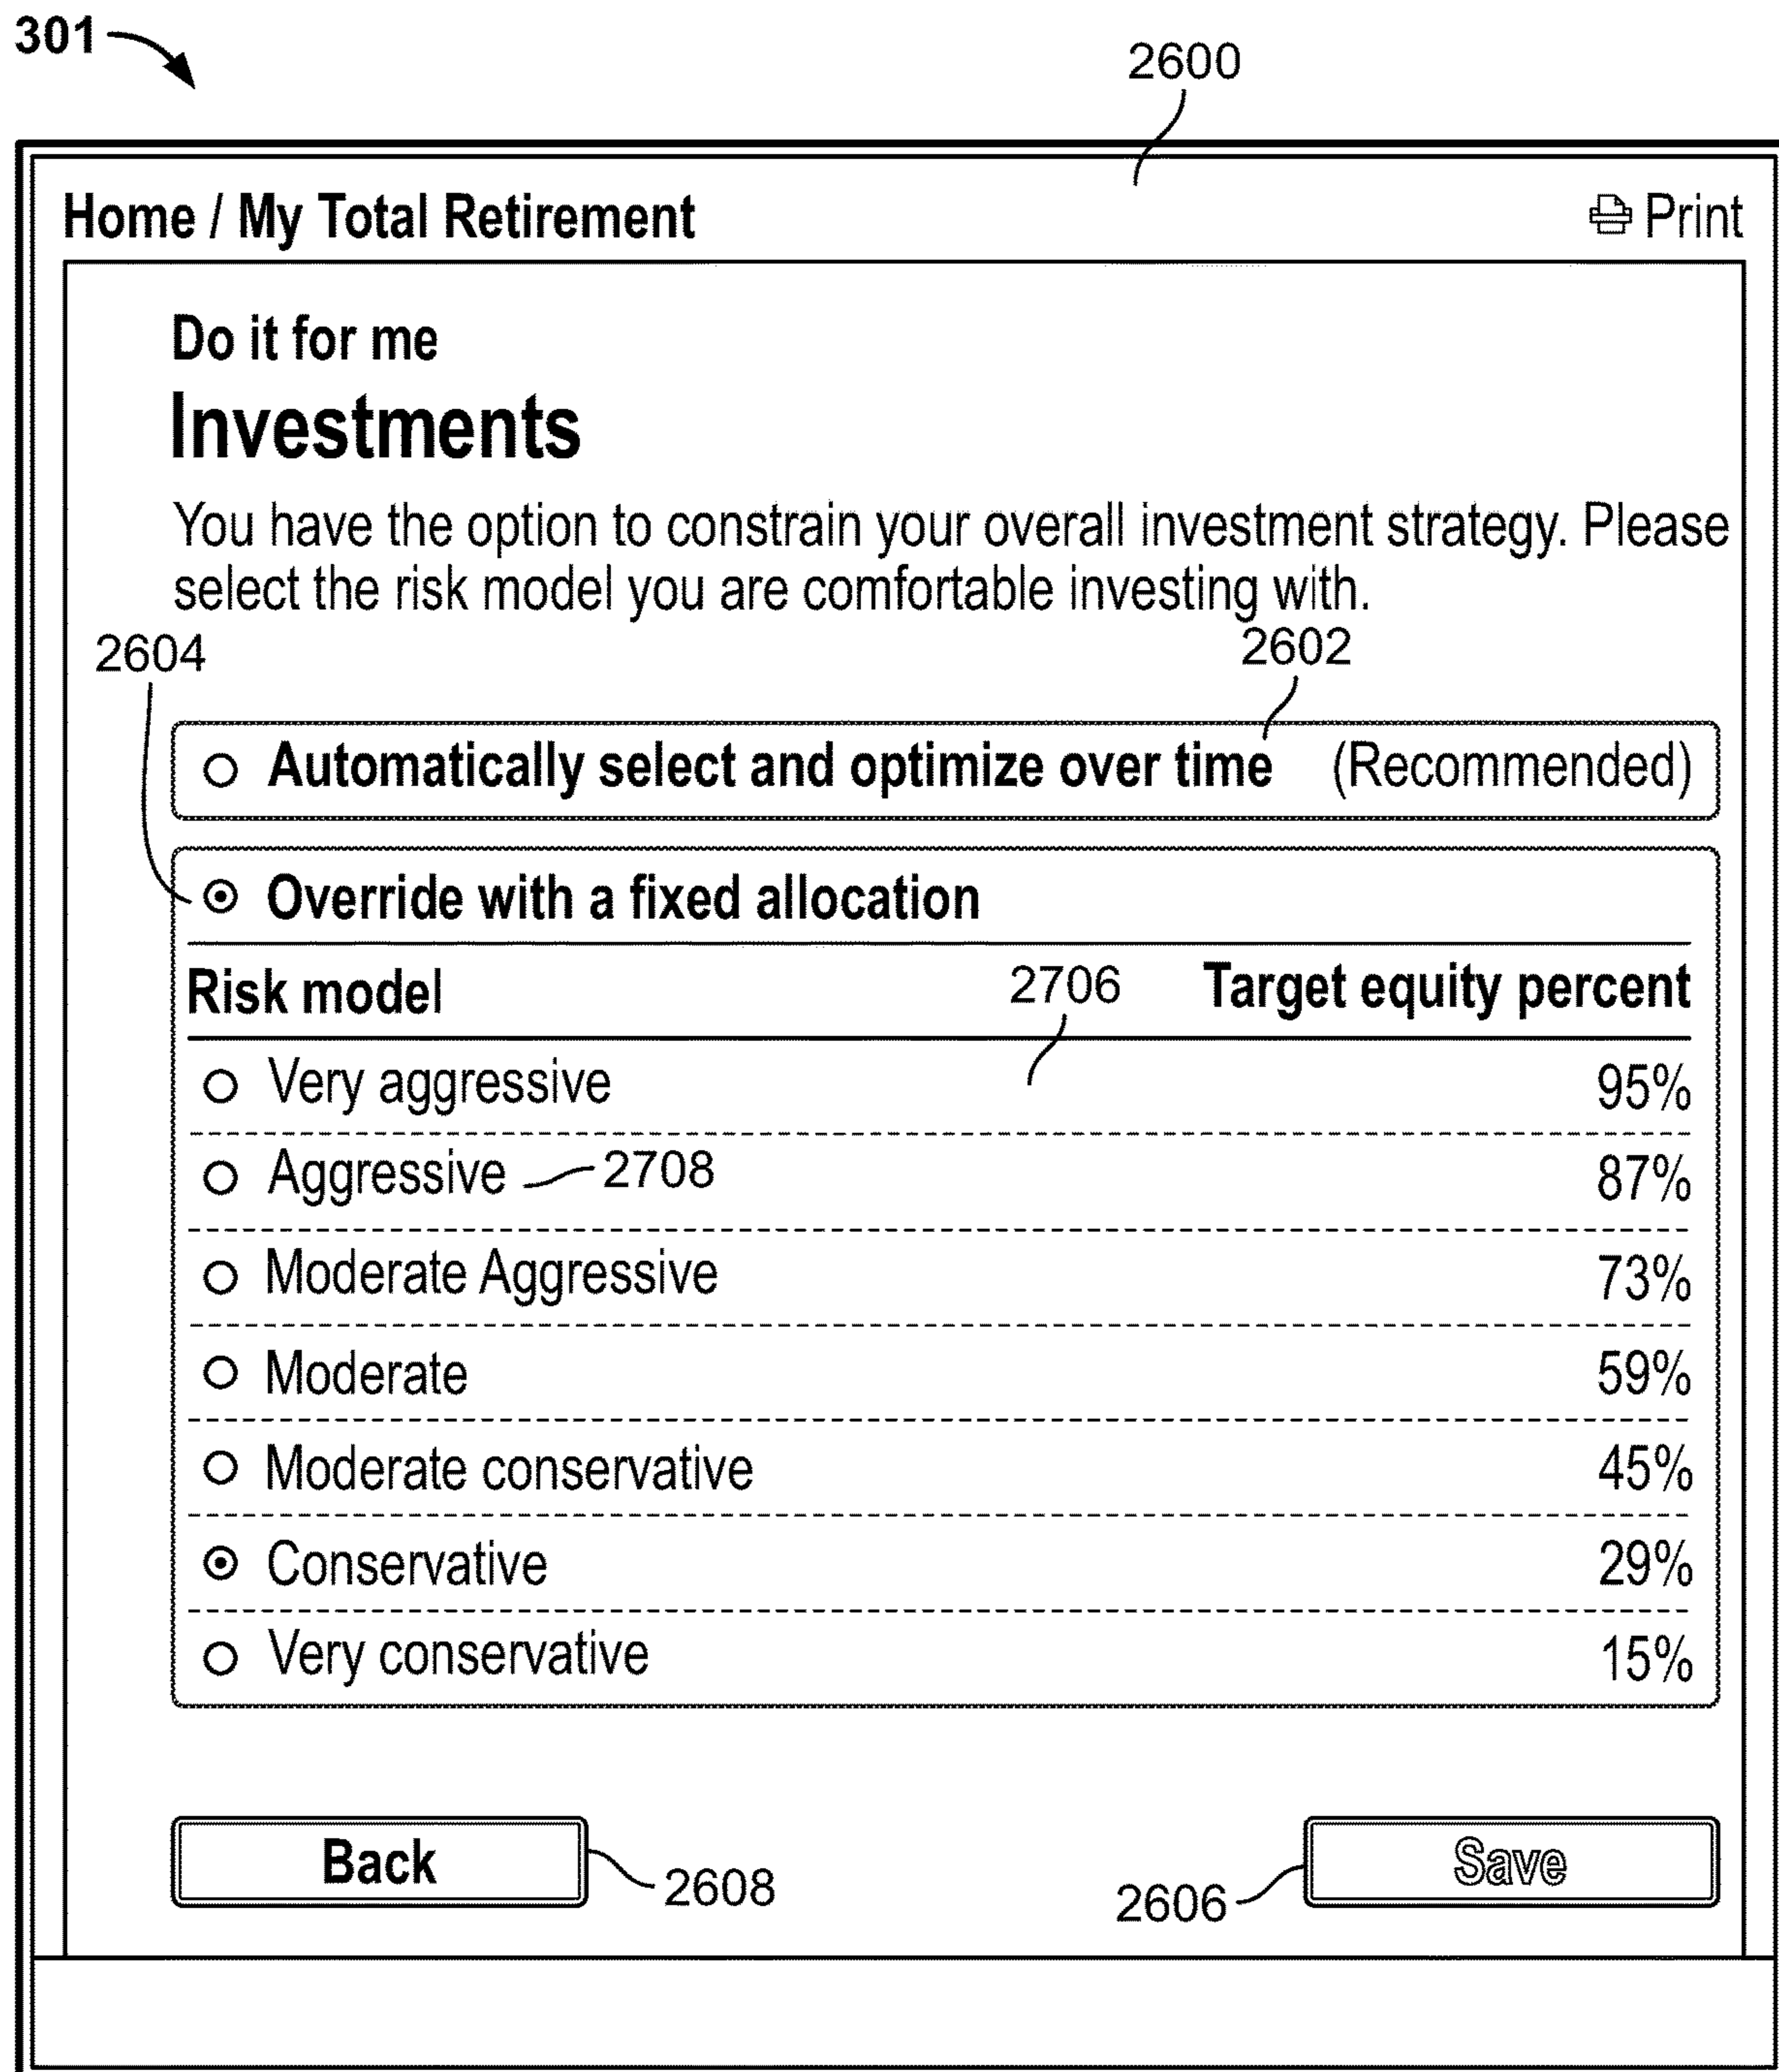 301
2600
Home / My Total Retirement Print
Do it for me
Investments
You have the option to constrain your overall investment strategy. Please
select the risk model you are comfortable investing with.
2604 2602
Automatically select and optimize over time (Recommended)
Override with a fixed allocation
Risk model 2706 Target equity percent
Very aggressive 95%
Aggressive 2708 87%
Moderate Aggressive 73%
Moderate 59%
Moderate conservative 45%
Conservative 29%
Very conservative 15%
Back 2608 2606 Save